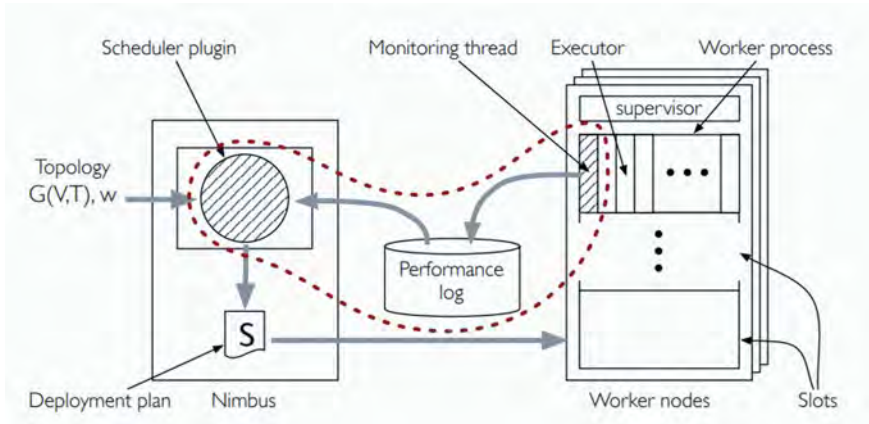 Scheduler plugin
Monitoring thread
Executor
Worker process
supervisor
Topology
G(V,T), w
Performance
log
S
Deployment plan
Nimbus
Worker nodes
Slots